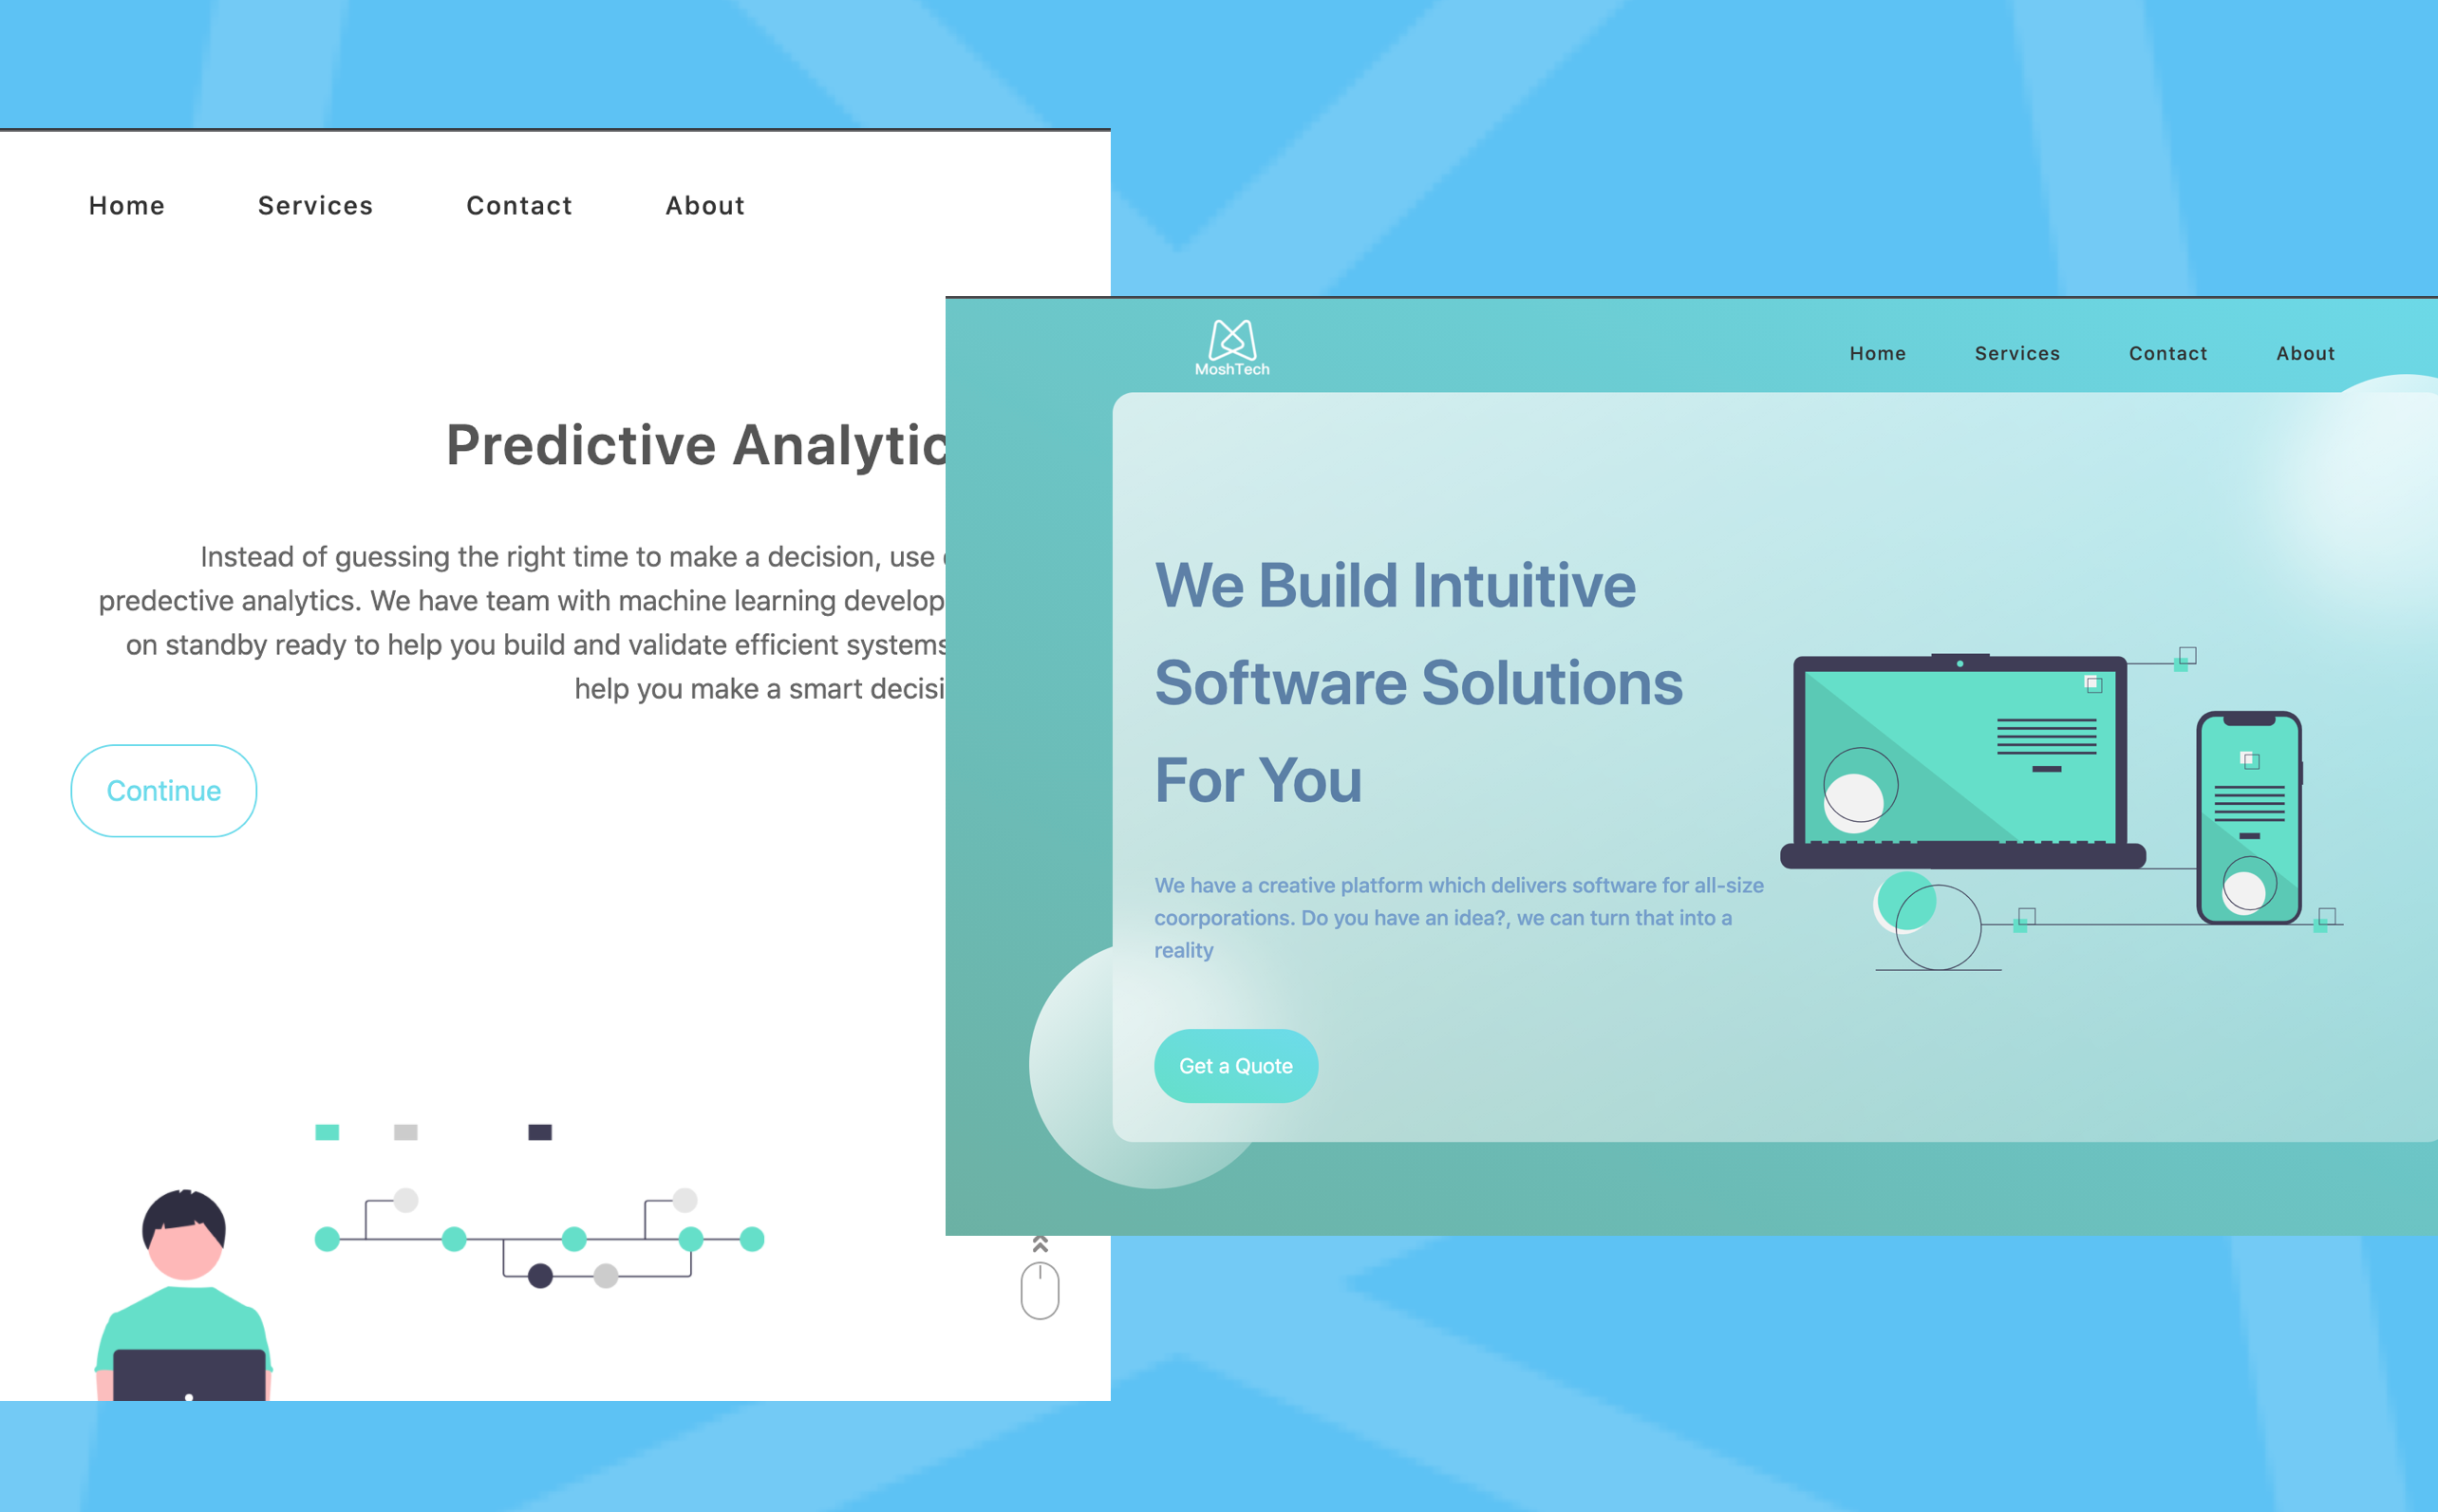 Home Services Contact About
Predictive Analytic
Instead of guessing the right time to make a decision, use
predective analytics. We have team with machine learning develop
on standby ready to help you build and validate efficient systems
help you make a smart decisi
Continue
MoshTech
Home Services Contact About
We Build Intuitive
Software Solutions
For You
We have a creative platform which delivers software for all-size
coorporations. Do you have an idea?, we can turn that into a
reality
Get a Quote